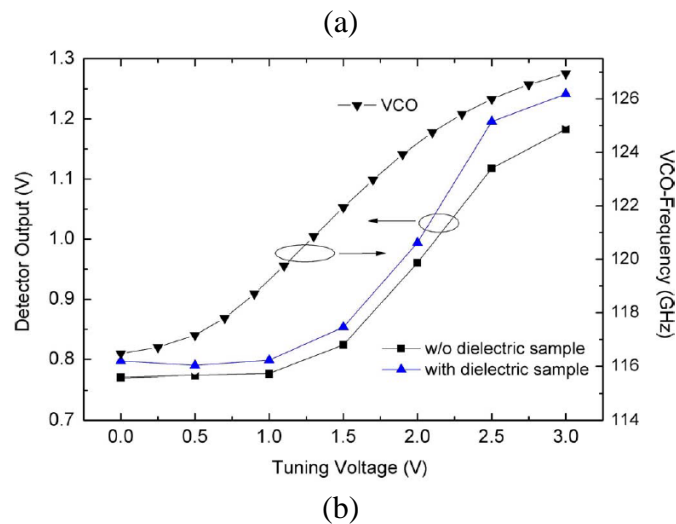 (a)
1.3
1.2
1.1
1.0
0.9
0.8
0.7
Detector Output (V)
VCO
w/o dielectric sample
with dielectric sample
126
124
122
120
118
116
114
VCO-Frequency (GHz)
0.0 0.5 1.0 1.5 2.0 2.5 3.0
Tuning Voltage (V)
(b)